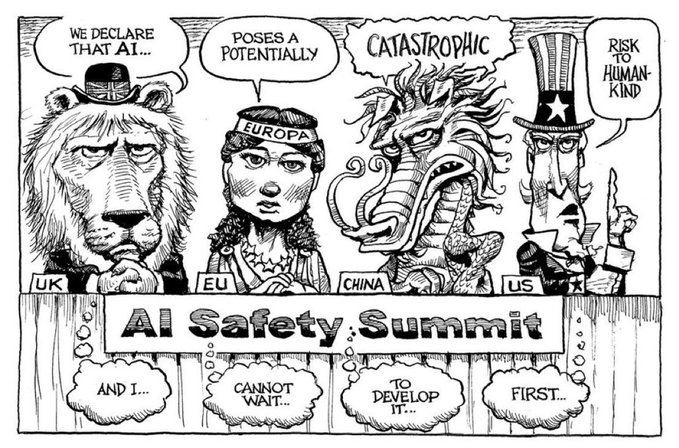 WE DECLARE
THAT AI...
POSES A
POTENTIALLY
CATASTROPHIC
RISK
TO
HUMAN-
KIND
EUROPA
UK
EU
CHINA
US
AI Safety Summit
AND I...
CANNOT
WAIT...
TO
DEVELOP
IT...
FIRST...